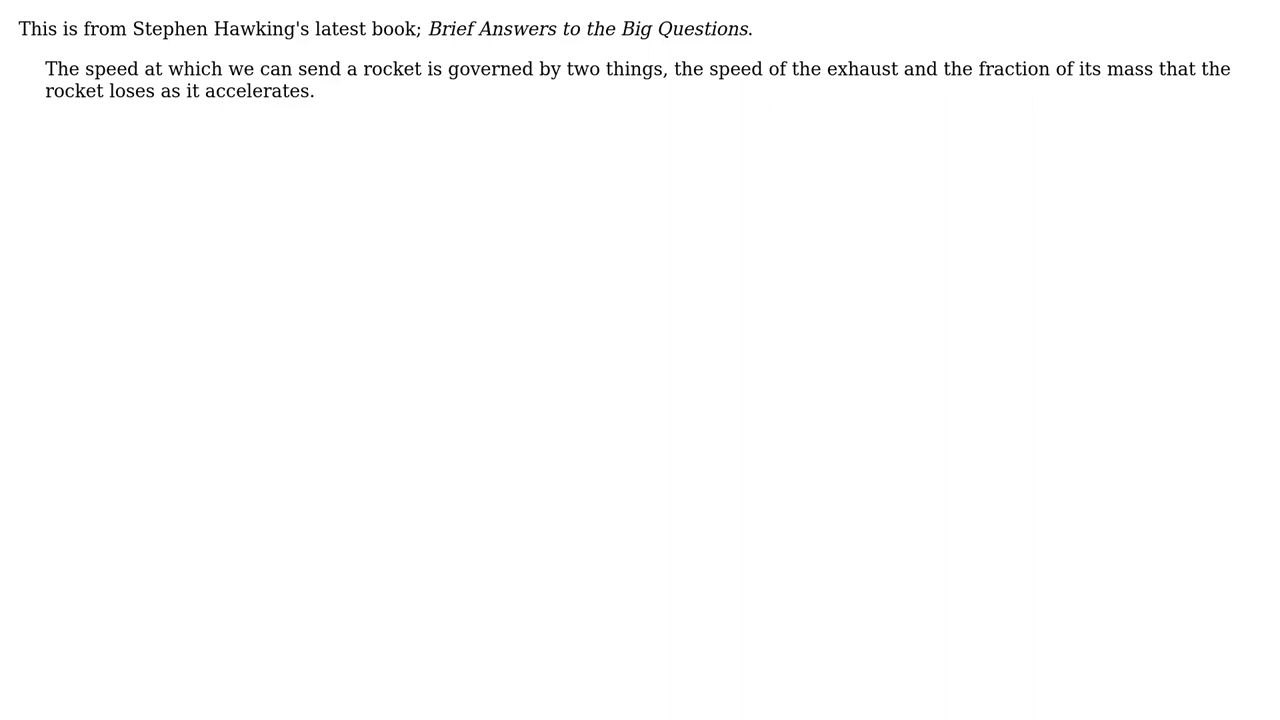 This is from Stephen Hawking's latest book; Brief Answers to the Big Questions.
The speed at which we can send a rocket is governed by two things, the speed of the exhaust and the fraction of its mass that the
rocket loses as it accelerates.